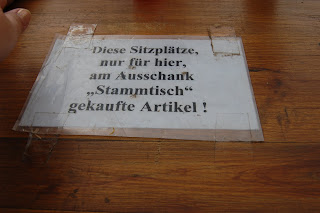 Diese Sitzplätze,
nur für hier,
am Ausschank
„Stammtisch“
gekaufte Artikel !